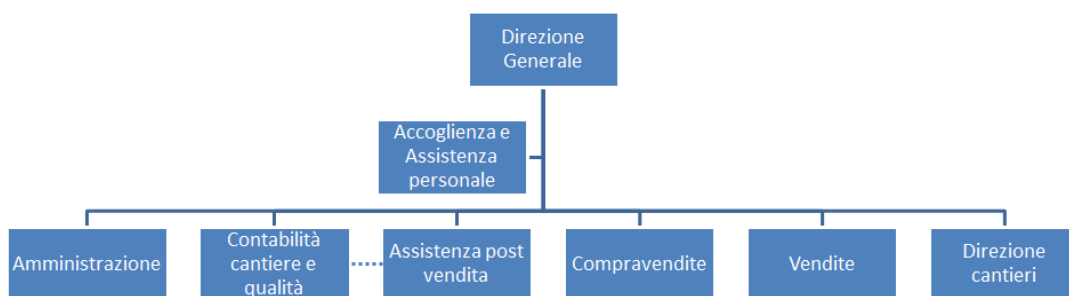 Direzione
Generale
Accoglienza e
Assistenza
personale
Amministrazione
Contabilità
cantiere e
qualità
Assistenza post
vendita
Compravendite
Vendite
Direzione
cantieri